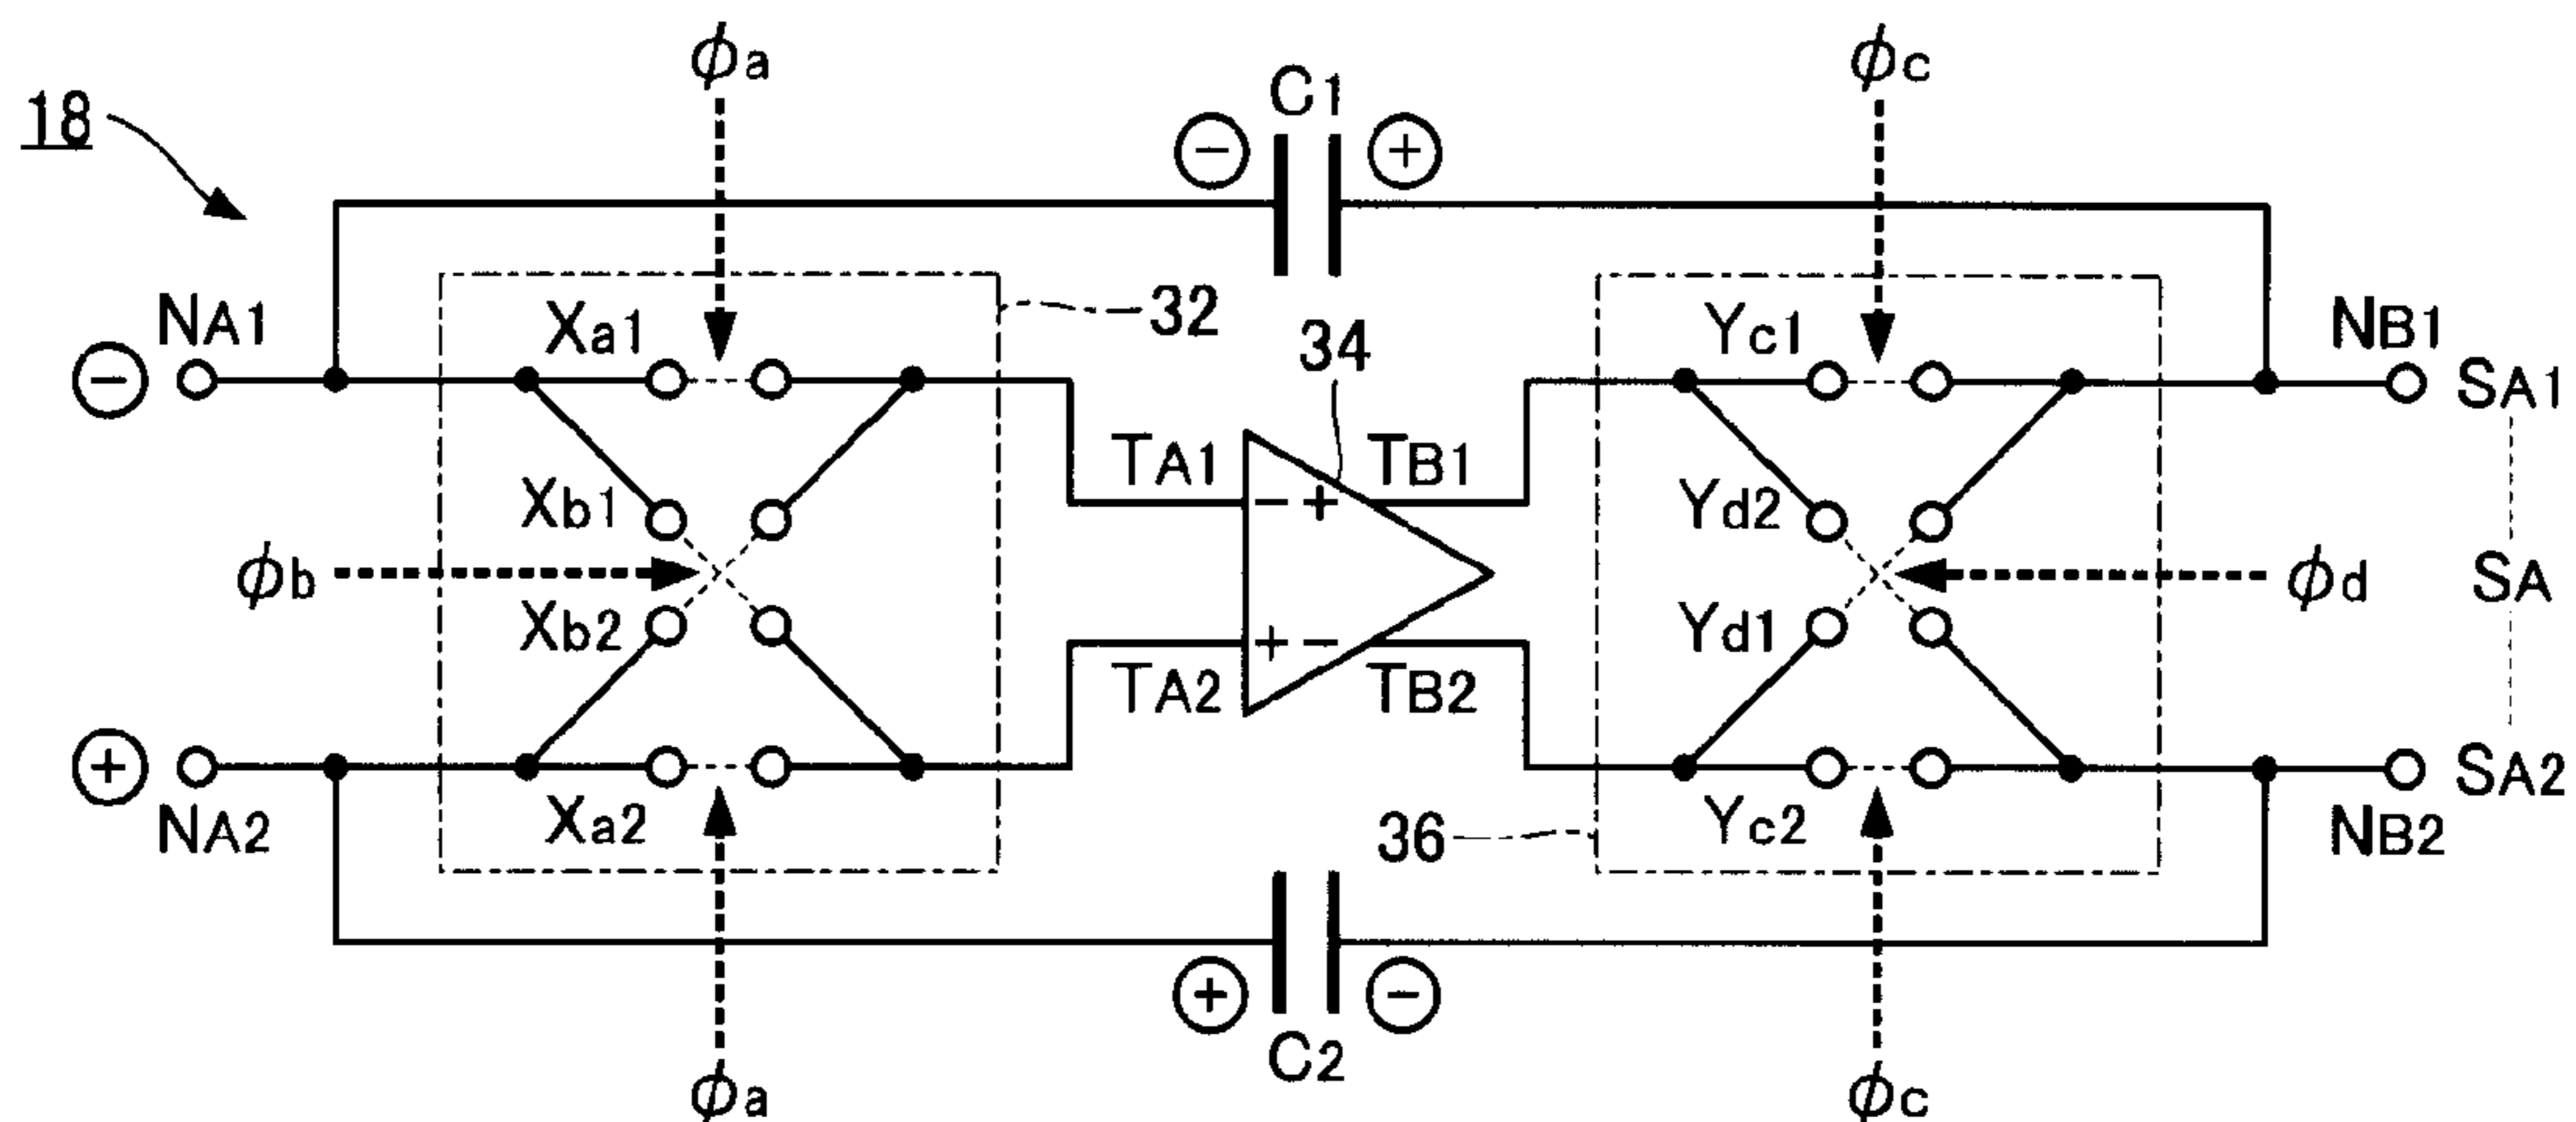 ϕa
ϕc
C1
18
− +
NA1
Xa1
32
34
Yc1
NB1
−
SA1
TA1
− +
TB1
Xb1
Yd2
ϕb
ϕd
SA
Xb2
Yd1
TA2
+ −
TB2
+
NA2
Xa2
36
Yc2
NB2
SA2
+ −
C2
ϕa
ϕc